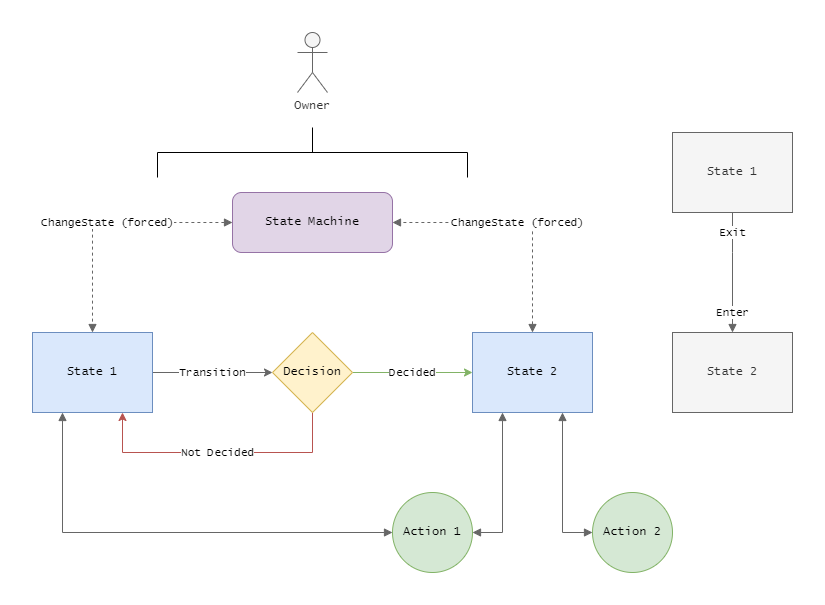 Owner
State 1
ChangeState (forced)
State Machine
ChangeState (forced)
Exit
Enter
State 1
Transition
Decision
Decided
State 2
State 2
Not Decided
Action 1
Action 2